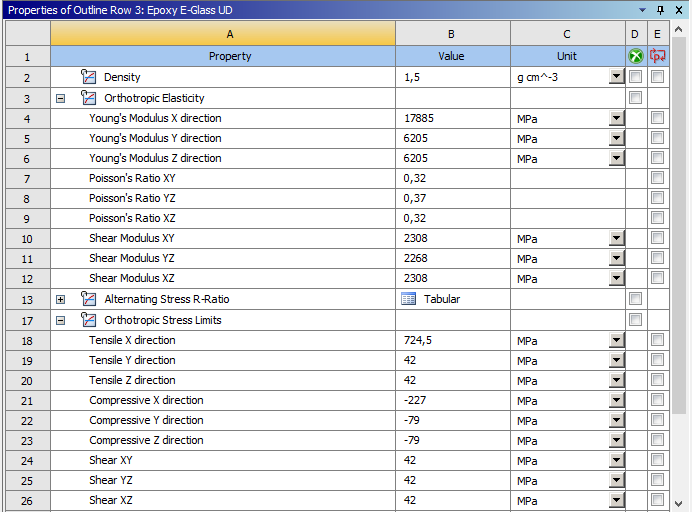 Properties of Outline Row 3: Epoxy E-Glass UD
A B C D E
1 Property Value Unit
2 Density 1,5 g cm^-3
3 Orthotropic Elasticity
4 Young's Modulus X direction 17885 MPa
5 Young's Modulus Y direction 6205 MPa
6 Young's Modulus Z direction 6205 MPa
7 Poisson's Ratio XY 0,32
8 Poisson's Ratio YZ 0,37
9 Poisson's Ratio XZ 0,32
10 Shear Modulus XY 2308 MPa
11 Shear Modulus YZ 2268 MPa
12 Shear Modulus XZ 2308 MPa
13 Alternating Stress R-Ratio Tabular
17 Orthotropic Stress Limits
18 Tensile X direction 724,5 MPa
19 Tensile Y direction 42 MPa
20 Tensile Z direction 42 MPa
21 Compressive X direction -227 MPa
22 Compressive Y direction -79 MPa
23 Compressive Z direction -79 MPa
24 Shear XY 42 MPa
25 Shear YZ 42 MPa
26 Shear XZ 42 MPa